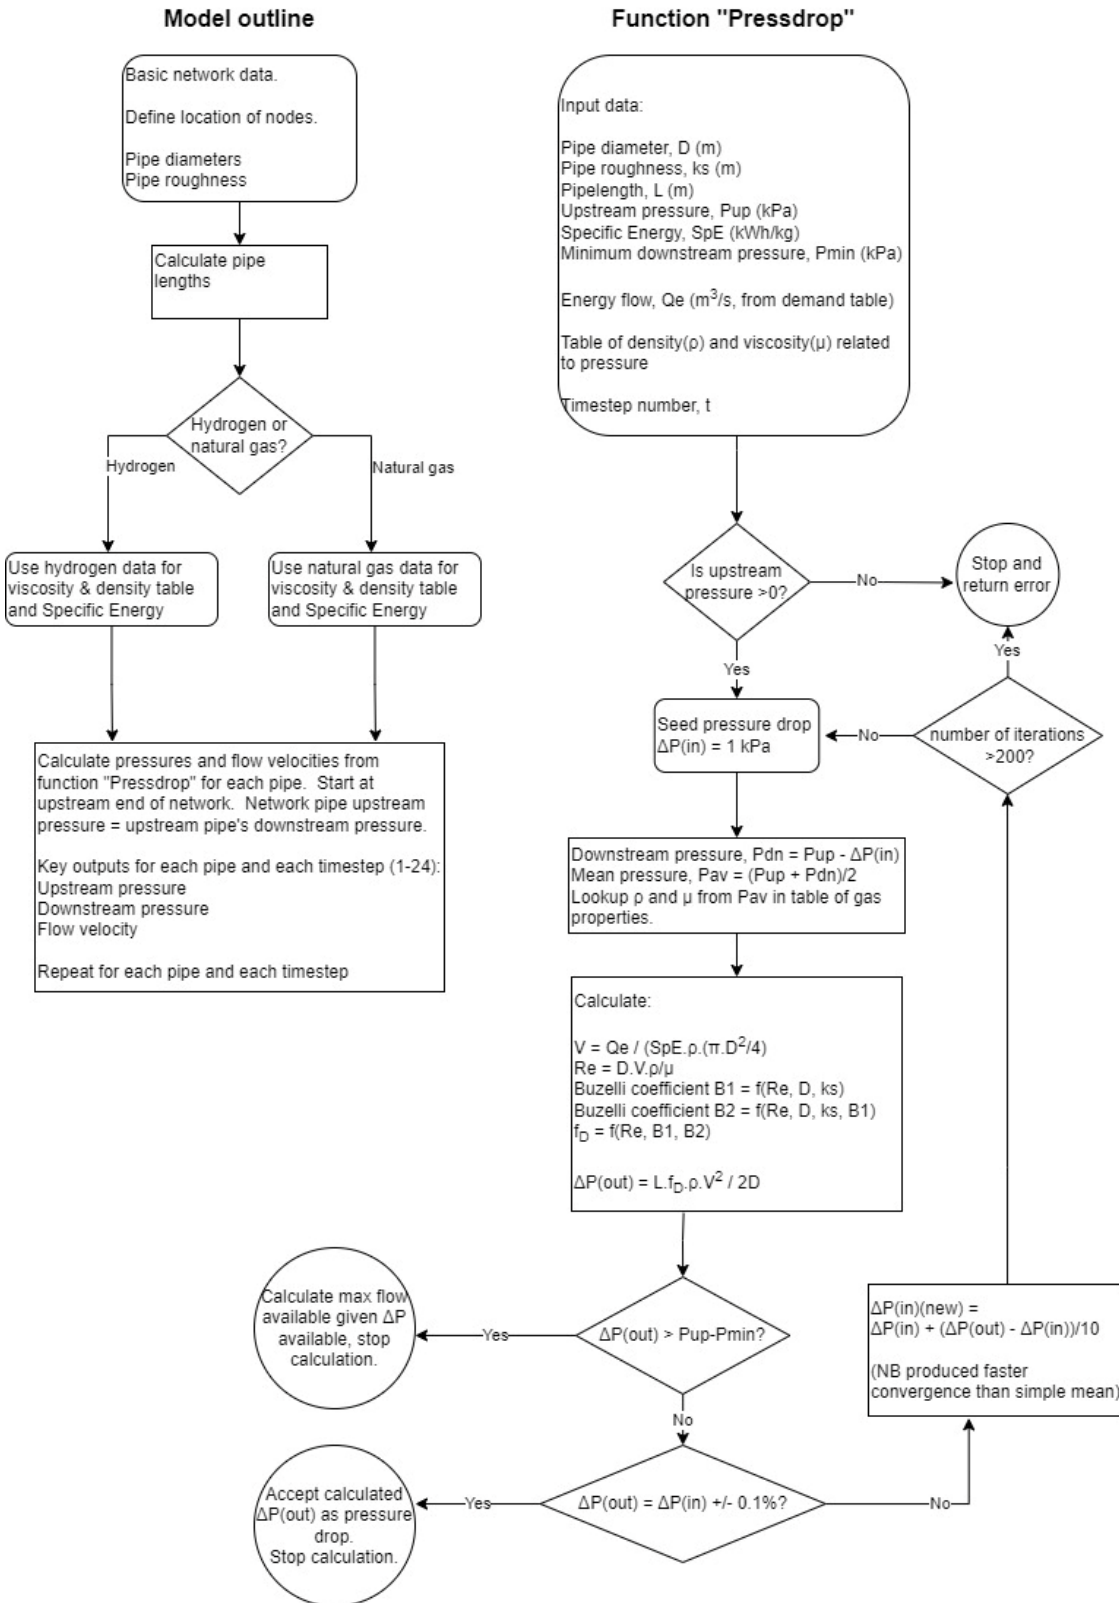 Model outline
Basic network data.
Define location of nodes.
Pipe diameters
Pipe roughness
Calculate pipe
lengths
Hydrogen or
natural gas?
Hydrogen
Natural gas
Use hydrogen data for
viscosity & density table
and Specific Energy
Use natural gas data for
viscosity & density table
and Specific Energy
Calculate pressures and flow velocities from
function "Pressdrop" for each pipe. Start at
upstream end of network. Network pipe upstream
pressure = upstream pipe's downstream pressure.
Key outputs for each pipe and each timestep (1-24):
Upstream pressure
Downstream pressure
Flow velocity
Repeat for each pipe and each timestep
Function "Pressdrop"
Input data:
Pipe diameter, D (m)
Pipe roughness, ks (m)
Pipelength, L (m)
Upstream pressure, Pup (kPa)
Specific Energy, SpE (kWh/kg)
Minimum downstream pressure, Pmin (kPa)
Energy flow, Qe (m³/s, from demand table)
Table of density(ρ) and viscosity(μ) related
to pressure
Timestep number, t
Is upstream
pressure >0?
No
Stop and
return error
Yes
Yes
Seed pressure drop
ΔP(in) = 1 kPa
No
number of iterations
>200?
Downstream pressure, Pdn = Pup - ΔP(in)
Mean pressure, Pav = (Pup + Pdn)/2
Lookup ρ and μ from Pav in table of gas
properties.
Calculate:
V = Qe / (SpE.ρ.(π.D²/4)
Re = D.V.ρ/μ
Buzelli coefficient B1 = f(Re, D, ks)
Buzelli coefficient B2 = f(Re, D, ks, B1)
f_D = f(Re, B1, B2)
ΔP(out) = L.f_D.ρ.V² / 2D
ΔP(out) > Pup-Pmin?
Yes
Calculate max flow
available given ΔP
available, stop
calculation.
No
ΔP(in)(new) =
ΔP(in) + (ΔP(out) - ΔP(in))/10
(NB produced faster
convergence than simple mean)
ΔP(out) = ΔP(in) +/- 0.1%?
Yes
No
Accept calculated
ΔP(out) as pressure
drop.
Stop calculation.